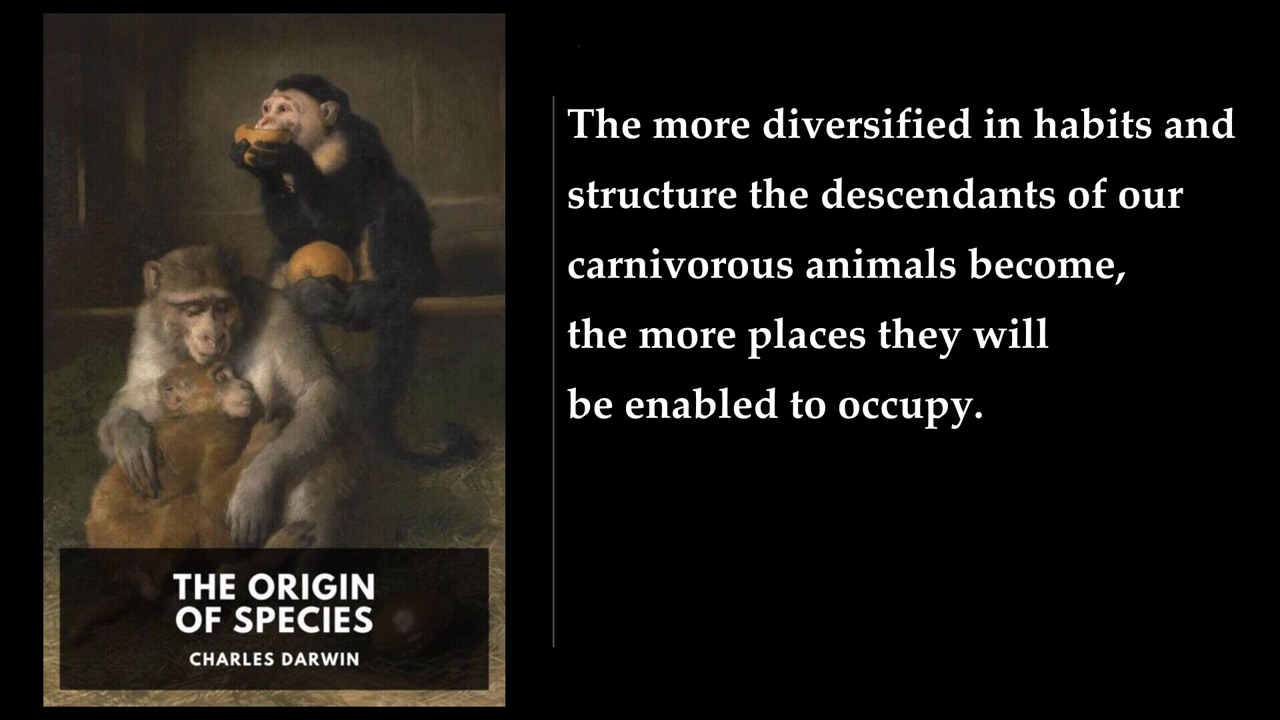 THE ORIGIN
OF SPECIES
CHARLES DARWIN
The more diversified in habits and
structure the descendants of our
carnivorous animals become,
the more places they will
be enabled to occupy.